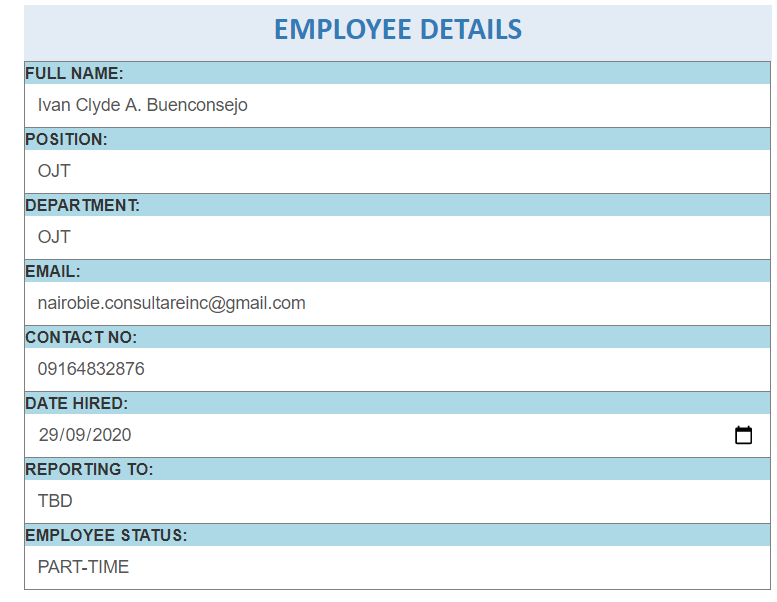 EMPLOYEE DETAILS
FULL NAME:
Ivan Clyde A. Buenconsejo
POSITION:
OJT
DEPARTMENT:
OJT
EMAIL:
nairobie.consultareinc@gmail.com
CONTACT NO:
09164832876
DATE HIRED:
29/09/2020
REPORTING TO:
TBD
EMPLOYEE STATUS:
PART-TIME